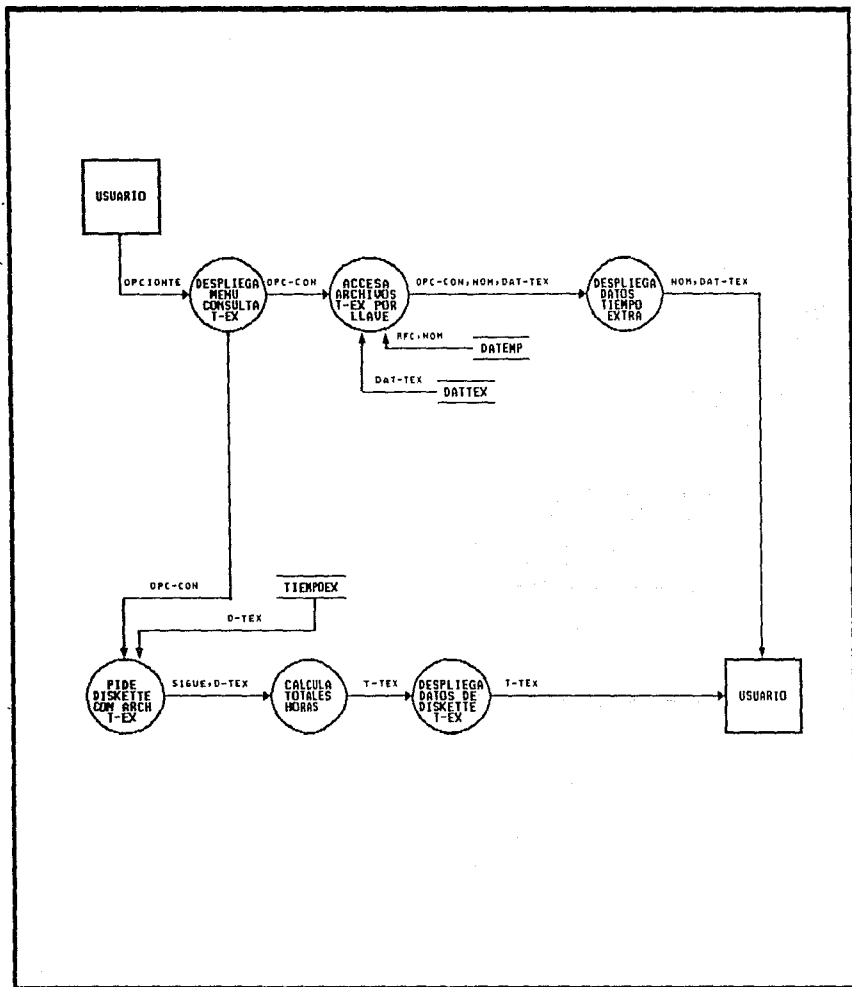 USUARIO
OPCIONTE
DESPLIEGA
MENU
CONSULTA
T-EX
OPC-CON
ACCESA
ARCHIVOS
T-EX POR
LLAVE
OPC-CON,NOM,DAT-TEX
DESPLIEGA
DATOS
TIEMPO
EXTRA
NOM,DAT-TEX
RFC,NOM
DATEMP
DAT-TEX
DATTEX
OPC-CON
TIEMPOEX
D-TEX
PIDE
DISKETTE
COM ARCH
T-EX
SIGUE,D-TEX
CALCULA
TOTALES
HORAS
T-TEX
DESPLIEGA
DATOS DE
DISKETTE
T-EX
T-TEX
USUARIO